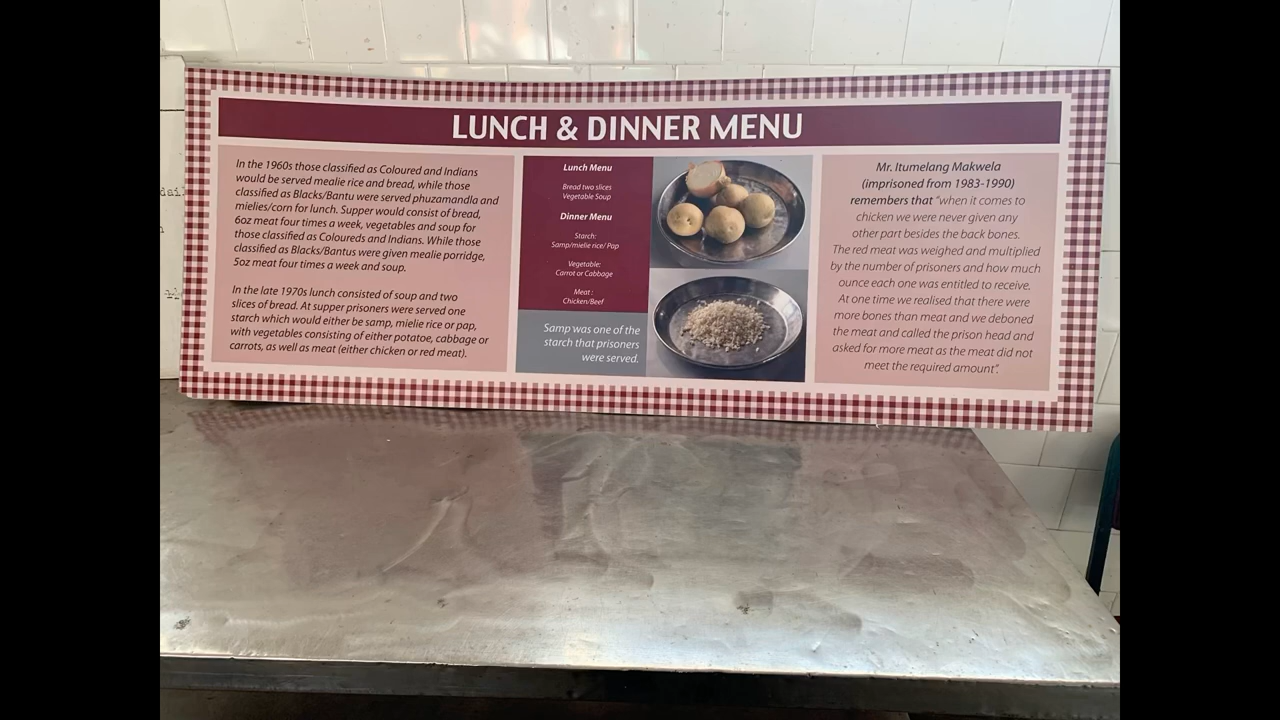 LUNCH & DINNER MENU
In the 1960s those classified as Coloured and Indians
would be served mealie rice and bread, while those
classified as Blacks/Bantu were served phuzamandla and
mielies/corn for lunch. Supper would consist of bread,
6oz meat four times a week, vegetables and soup for
those classified as Coloureds and Indians. While those
classified as Blacks/Bantus were given mealie porridge,
5oz meat four times a week and soup.
In the late 1970s lunch consisted of soup and two
slices of bread. At supper prisoners were served one
starch which would either be samp, mielie rice or pap,
with vegetables consisting of either potatoe, cabbage or
carrots, as well as meat (either chicken or red meat).
Lunch Menu
Bread two slices
Vegetable Soup
Dinner Menu
Starch:
Samp/mielie rice/ Pap
Vegetable:
Carrot or Cabbage
Meat :
Chicken/Beef
Samp was one of the
starch that prisoners
were served.
Mr. Itumelang Makwela
(imprisoned from 1983-1990)
remembers that "when it comes to
chicken we were never given any
other part besides the back bones.
The red meat was weighed and multiplied
by the number of prisoners and how much
ounce each one was entitled to receive.
At one time we realised that there were
more bones than meat and we deboned
the meat and called the prison head and
asked for more meat as the meat did not
meet the required amount".